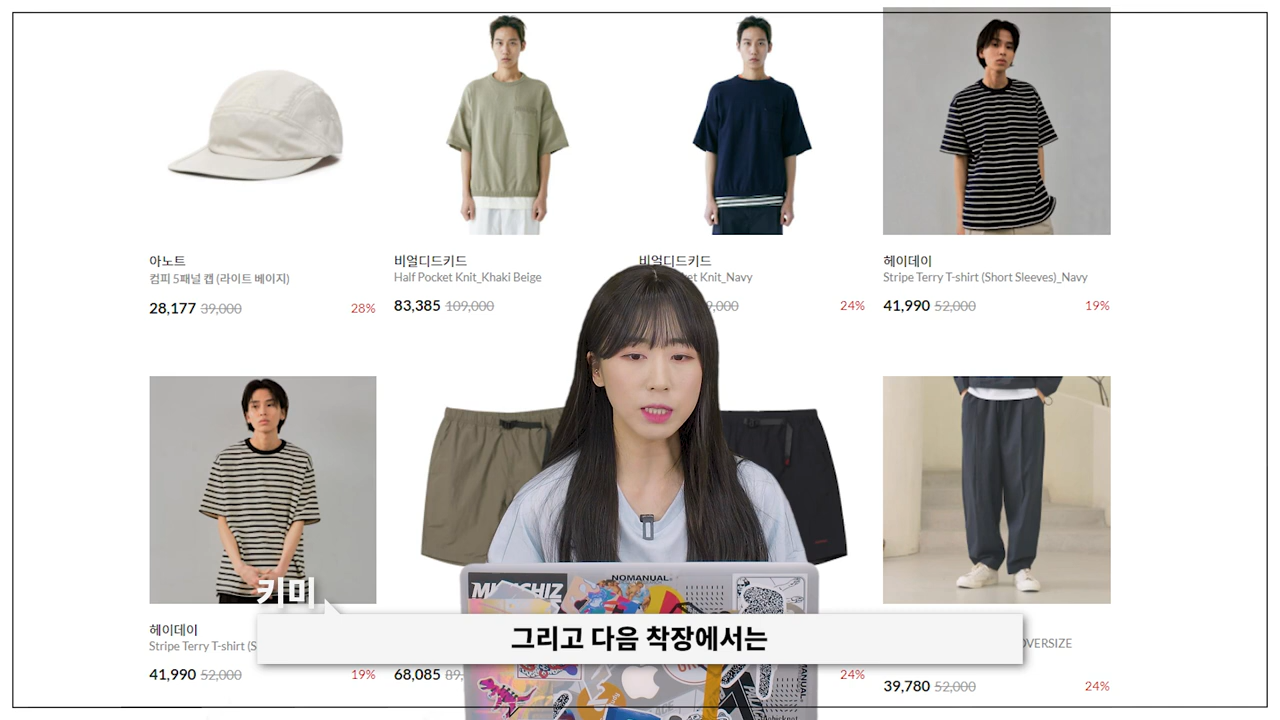 아노트
컴피 5패널 캡 (라이트 베이지)
28,177 39,000 28%
비얼디드키드
Half Pocket Knit_Khaki Beige
83,385 109,000
비얼디드키드
Knit_Navy
24%
헤이데이
Stripe Terry T-shirt (Short Sleeves)_Navy
41,990 52,000 19%
NOMANUAL
헤이데이
Stripe Terry T-shirt (S
41,990 52,000 19%
68,085 89,
24%
OVERSIZE
39,780 52,000 24%
키미
그리고 다음 착장에서는